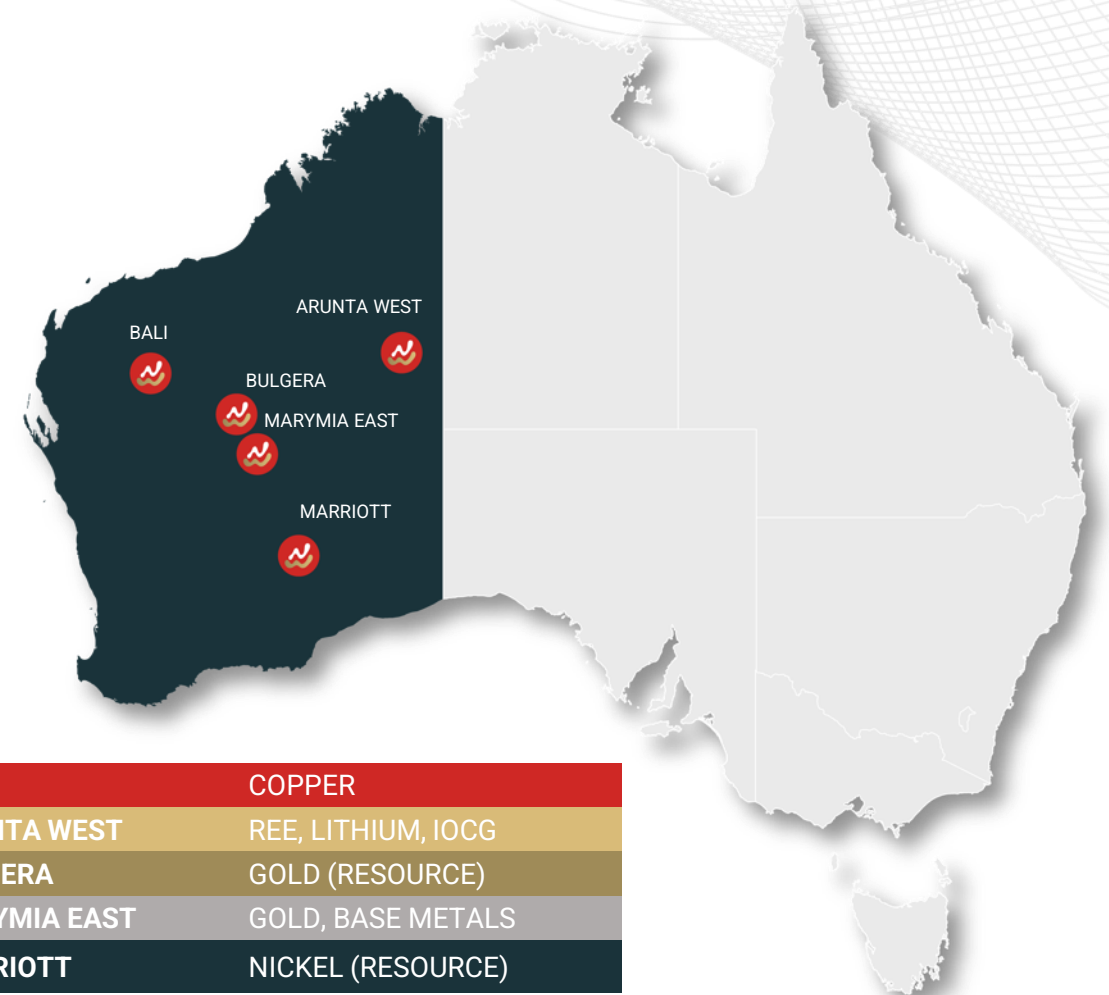 ARUNTA WEST
BALI
BULGERA
MARYMIA EAST
MARRIOTT
COPPER
NTA WEST REE, LITHIUM, IOCG
ERA GOLD (RESOURCE)
YMIA EAST GOLD, BASE METALS
RIOTT NICKEL (RESOURCE)